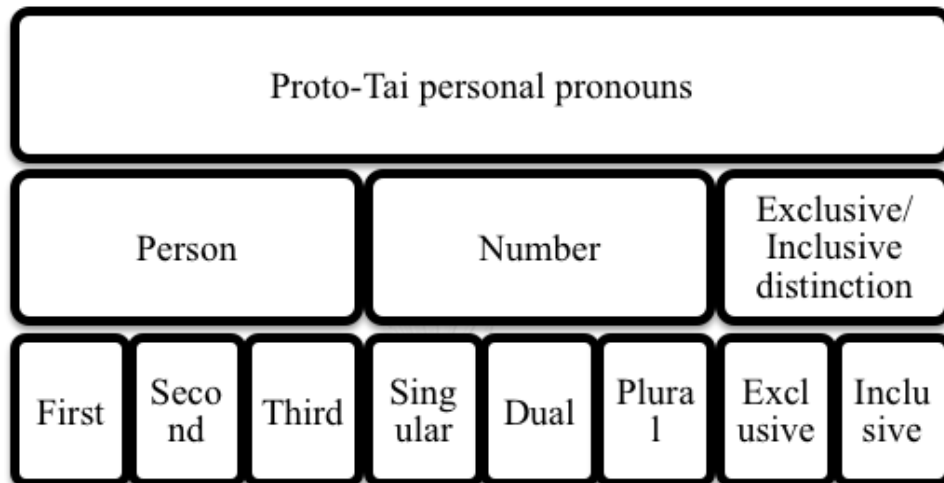 Proto-Tai personal pronouns
Person
Number
Exclusive/
Inclusive
distinction
First
Seco
nd
Third
Sing
ular
Dual
Plura
l
Excl
usive
Inclu
sive